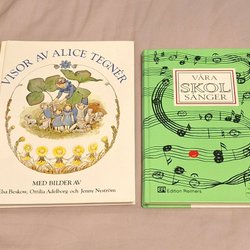 VISOR AV ALICE TEGNÉR
MED BILDER AV
Elsa Beskow, Ottilia Adelborg och Jenny Nyström
VÅRA
SKOL
SÅNGER
Edition Reimers